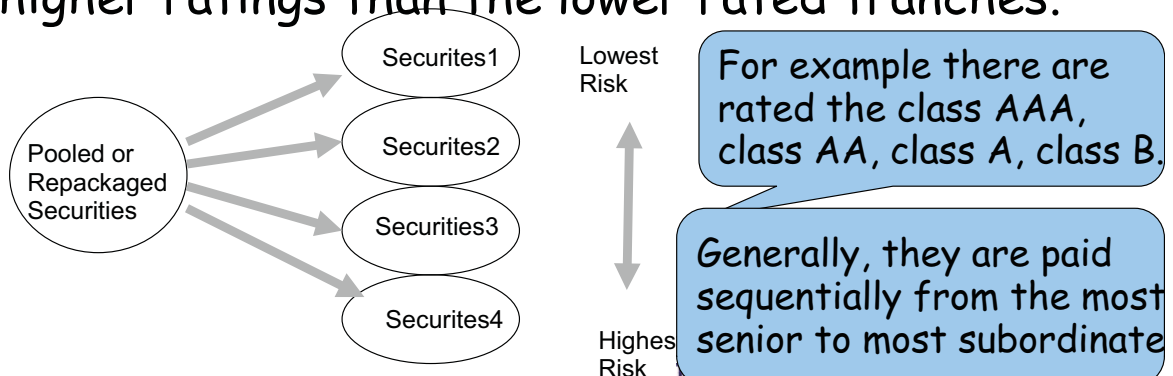 higher ratings than the lower rated tranches.
Securites1
Lowest
Risk
For example there are
rated the class AAA,
class AA, class A, class B.
Pooled or
Repackaged
Securities
Securites2
Securities3
Generally, they are paid
sequentially from the most
senior to most subordinate
Securites4
Highes
Risk